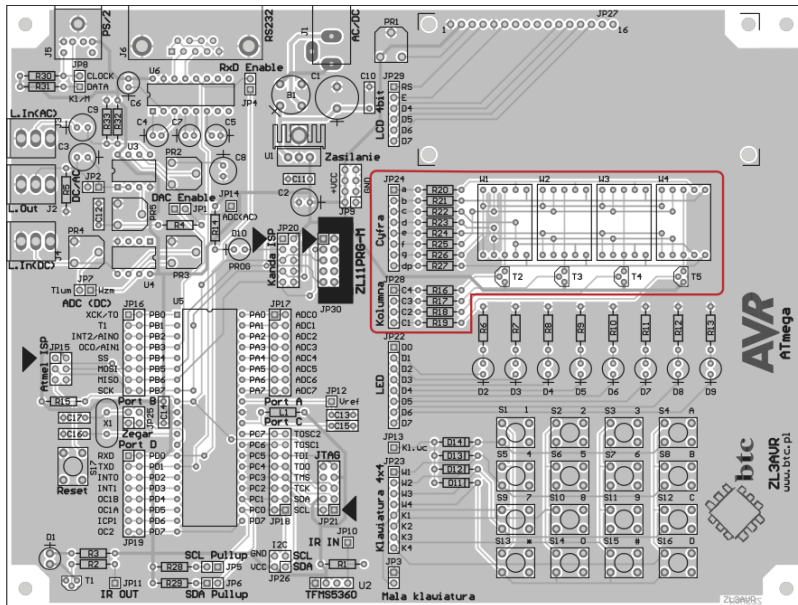 PS/2
RS232
AC/DC
1
JP27
16
J5
JP8
J6
J1
PR1
R30
CLOCK
R31
DATA
K1/M
C6
U6
RxD Enable
JP4
B1
C1
C10
JP29
LCD 4bit
RS
E
D4
D5
D6
D7
L.In(AC)
J3
C9
R33
R32
C4
C7
C5
C3
U3
PR2
C8
U1
Zasilanie
C11
+VCC
GND
JP9
C2
DC/AC
R5
JP2
L.Out
J2
C12
PR5
DAC Enable
JP1
JP14
ADC(AC)
R14
R4
L.In(DC)
J4
PR4
PR3
U4
D10
PROG
JP7
Tlum
Wzm
ADC (DC)
JP20
Kanda ISP
ZL11PRG-M
JP30
JP24
Cyfra
a
b
c
d
e
f
g
dp
R20
R21
R22
R23
R24
R25
R26
R27
W1
W2
W3
W4
T2
T3
T4
T5
JP28
Kolumna
C4
C3
C2
C1
R16
R17
R18
R19
JP16
U5
JP17
XCK/T0
PB0
PA0
ADC0
T1
PB1
PA1
ADC1
INT2/AIN0
PB2
PA2
ADC2
OC0/AIN1
PB3
PA3
ADC3
SS
PB4
PA4
ADC4
MOSI
PB5
PA5
ADC5
MISO
PB6
PA6
ADC6
SCK
PB7
PA7
ADC7
Atmel ISP
JP15
R15
Port B
Port A
JP12
Vref
L1
C13
C15
C17
C16
X1
JP25
C14
Zegar
Port C
Port D
S17
Reset
RXD
PD0
PC7
TOSC2
TXD
PD1
PC6
TOSC1
INT0
PD2
PC5
TDI
INT1
PD3
PC4
TDO
OC1B
PD4
PC3
TMS
OC1A
PD5
PC2
TCK
ICP1
PD6
PC1
SDA
OC2
PD7
PC0
SCL
JP19
JP18
JTAG
JP21
JP22
LED
D0
D1
D2
D3
D4
D5
D6
D7
R6
R7
R8
R9
R10
R11
R12
R13
D2
D3
D4
D5
D6
D7
D8
D9
AVR
ATmega
JP13
Kl.uC
D14
D13
D12
D11
JP23
Klawiatura 4x4
W1
W2
W3
W4
K1
K2
K3
K4
S1
1
S2
2
S3
3
S4
A
S5
4
S6
5
S7
6
S8
B
S9
7
S10
8
S11
9
S12
C
S13
*
S14
0
S15
#
S16
D
btc
ZL3AVR
www.btc.pl
D1
R3
R2
T1
JP11
IR OUT
SCL Pullup
R28
JP5
R29
JP6
SDA Pullup
I2C
GND
SCL
VCC
SDA
JP26
IR IN
JP10
R1
U2
TFMS5360
JP3
Mala klawiatura